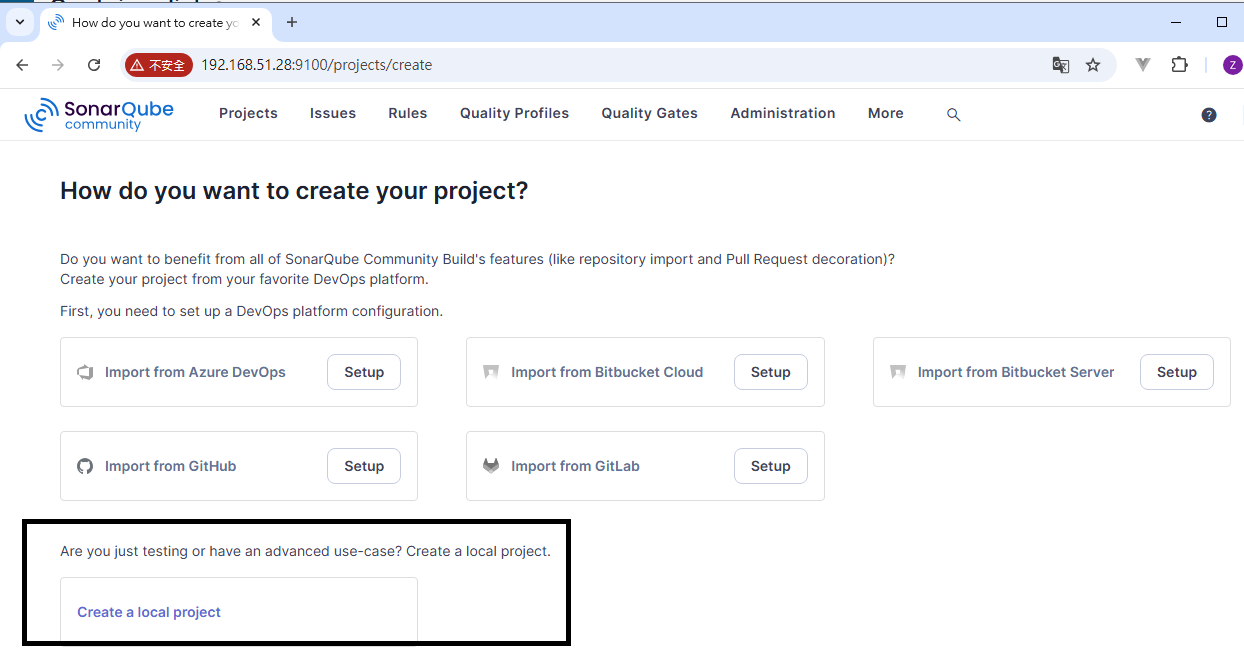 How do you want to create yo
不安全
192.168.51.28:9100/projects/create
Z
SonarQube
community
Projects Issues Rules Quality Profiles Quality Gates Administration More
?
How do you want to create your project?
Do you want to benefit from all of SonarQube Community Build's features (like repository import and Pull Request decoration)?
Create your project from your favorite DevOps platform.
First, you need to set up a DevOps platform configuration.
Import from Azure DevOps Setup
Import from Bitbucket Cloud Setup
Import from Bitbucket Server Setup
Import from GitHub Setup
Import from GitLab Setup
Are you just testing or have an advanced use-case? Create a local project.
Create a local project